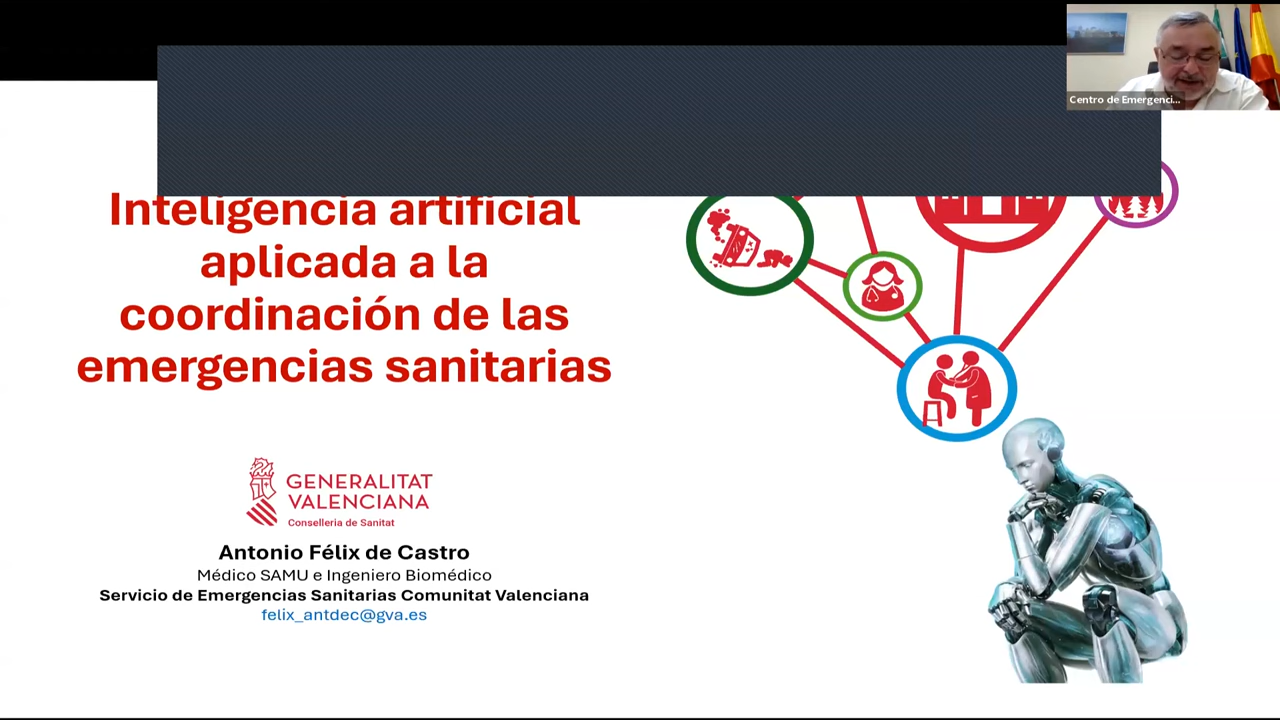 Centro de Emergenci...
Inteligencia artificial
aplicada a la
coordinación de las
emergencias sanitarias
GENERALITAT
VALENCIANA
Conselleria de Sanitat
Antonio Félix de Castro
Médico SAMU e Ingeniero Biomédico
Servicio de Emergencias Sanitarias Comunitat Valenciana
felix_antdec@gva.es